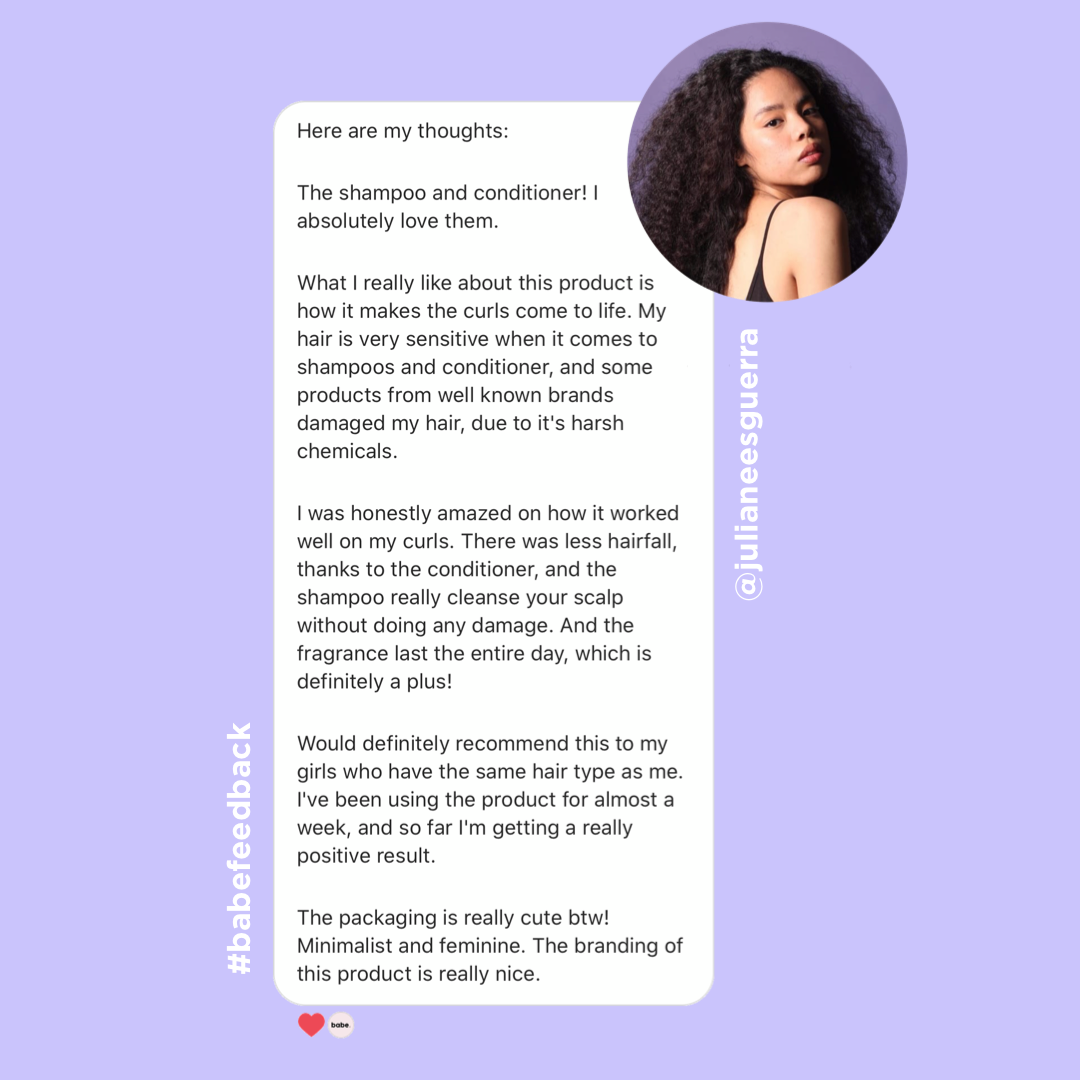 Here are my thoughts:
The shampoo and conditioner! I
absolutely love them.
What I really like about this product is
how it makes the curls come to life. My
hair is very sensitive when it comes to
shampoos and conditioner, and some
products from well known brands
damaged my hair, due to it's harsh
chemicals.
I was honestly amazed on how it worked
well on my curls. There was less hairfall,
thanks to the conditioner, and the
shampoo really cleanse your scalp
without doing any damage. And the
fragrance last the entire day, which is
definitely a plus!
Would definitely recommend this to my
girls who have the same hair type as me.
I've been using the product for almost a
week, and so far I'm getting a really
positive result.
The packaging is really cute btw!
Minimalist and feminine. The branding of
this product is really nice.
@julianeesguerra
#babefeedback
babe.